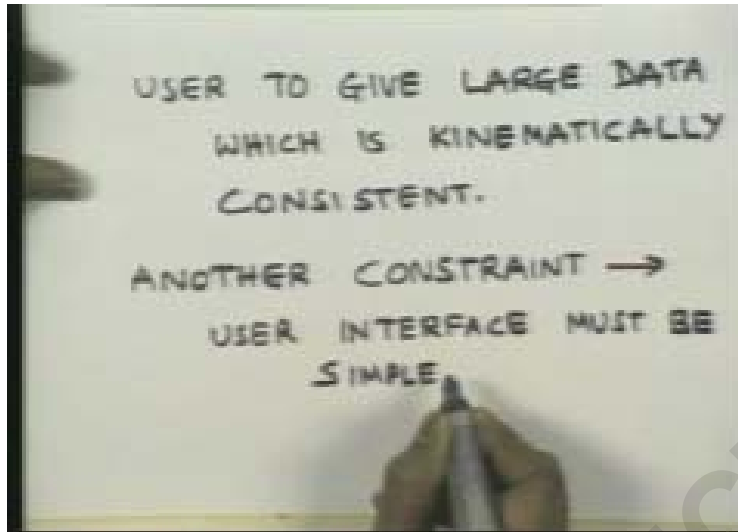 USER TO GIVE LARGE DATA
WHICH IS KINEMATICALLY
CONSISTENT.
ANOTHER CONSTRAINT →
USER INTERFACE MUST BE
SIMPLE